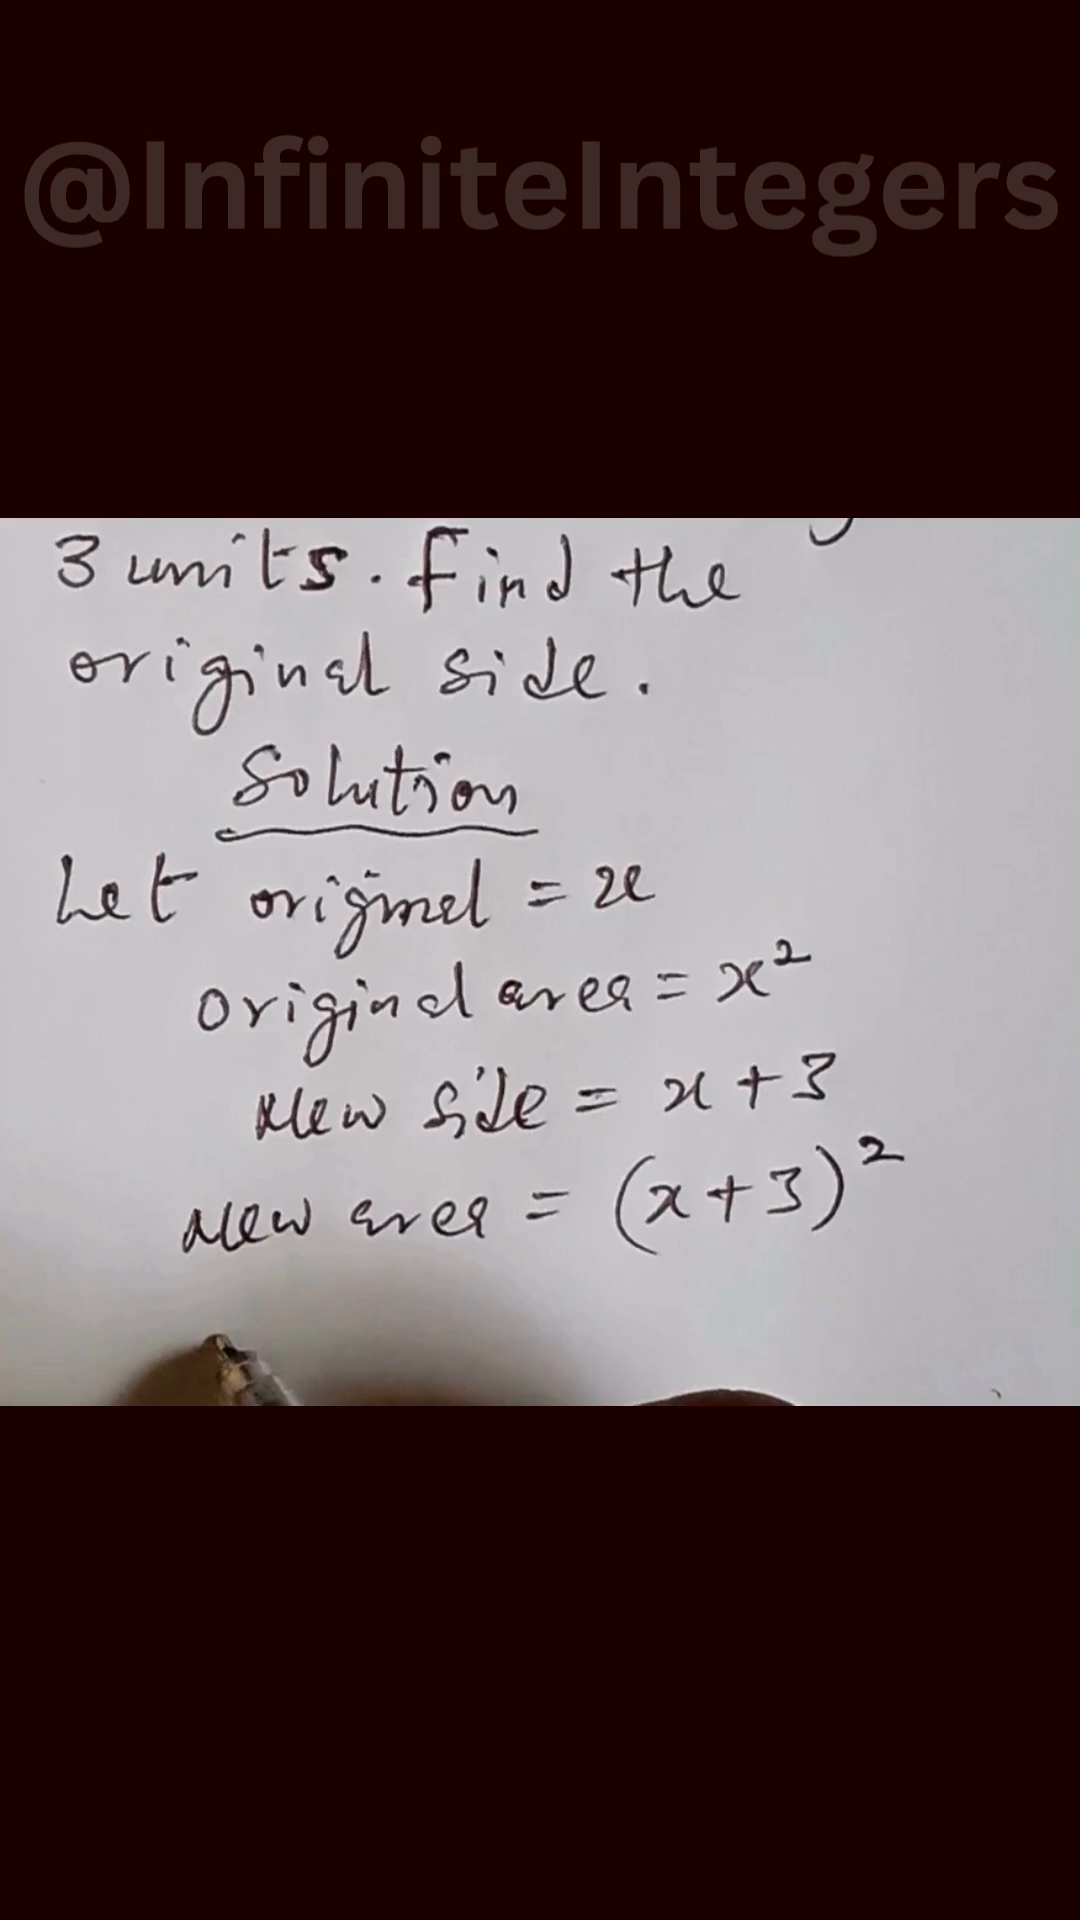 @InfiniteIntegers
3 units. Find the
original side.
Solution
Let original = x
original area = x²
New side = x + 3
New area = (x+3)²